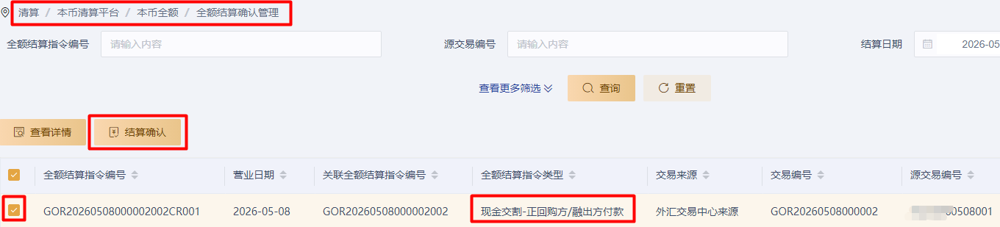 清算 / 本币清算平台 / 本币全额 / 全额结算确认管理
全额结算指令编号 请输入内容 源交易编号 请输入内容 结算日期 2026-05
查看更多筛选 查询 重置
查看详情 结算确认
全额结算指令编号 营业日期 关联全额结算指令编号 全额结算指令类型 交易来源 交易编号 源交易编号
GOR20260508000002002CR001 2026-05-08 GOR20260508000002002 现金交割-正回购方/融出方付款 外汇交易中心来源 GOR20260508000002 00508001